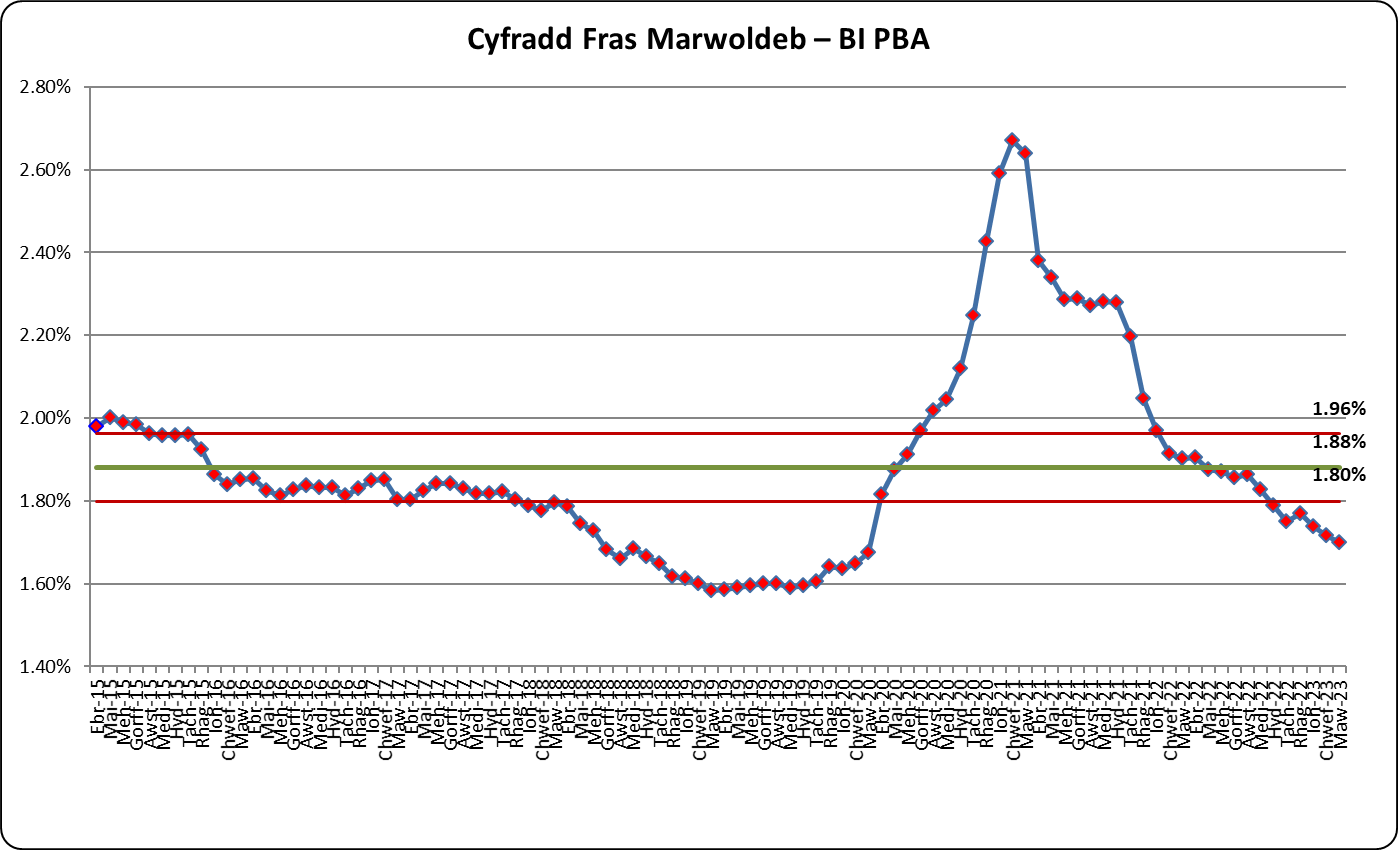 Cyfradd Fras Marwoldeb – BI PBA
2.80%
2.60%
2.40%
2.20%
2.00%
1.80%
1.60%
1.40%
1.96%
1.88%
1.80%
Ebr-15
Mai-15
Meh-15
Gorff-15
Awst-15
Medi-15
Hyd-15
Tach-15
Rhag-15
Ion-16
Chwef-16
Maw-16
Ebr-16
Mai-16
Meh-16
Gorff-16
Awst-16
Medi-16
Hyd-16
Tach-16
Rhag-16
Ion-17
Chwef-17
Maw-17
Ebr-17
Mai-17
Meh-17
Gorff-17
Awst-17
Medi-17
Hyd-17
Tach-17
Rhag-17
Ion-18
Chwef-18
Maw-18
Ebr-18
Mai-18
Meh-18
Gorff-18
Awst-18
Medi-18
Hyd-18
Tach-18
Rhag-18
Ion-19
Chwef-19
Maw-19
Ebr-19
Mai-19
Meh-19
Gorff-19
Awst-19
Medi-19
Hyd-19
Tach-19
Rhag-19
Ion-20
Chwef-20
Maw-20
Ebr-20
Mai-20
Meh-20
Gorff-20
Awst-20
Medi-20
Hyd-20
Tach-20
Rhag-20
Ion-21
Chwef-21
Maw-21
Ebr-21
Mai-21
Meh-21
Gorff-21
Awst-21
Medi-21
Hyd-21
Tach-21
Rhag-21
Ion-22
Chwef-22
Maw-22
Ebr-22
Mai-22
Meh-22
Gorff-22
Awst-22
Medi-22
Hyd-22
Tach-22
Rhag-22
Ion-23
Chwef-23
Maw-23